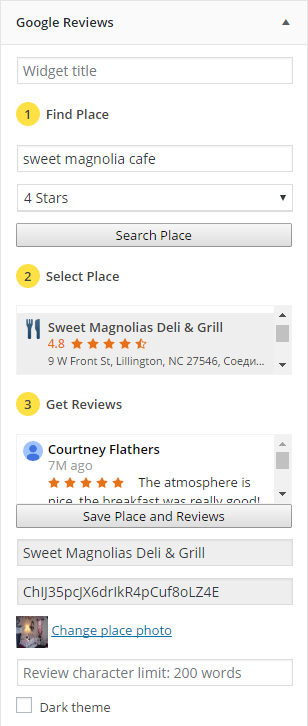 Google Reviews
Widget title
1 Find Place
sweet magnolia cafe
4 Stars
Search Place
2 Select Place
Sweet Magnolias Deli & Grill
4.8
9 W Front St, Lillington, NC 27546, Соеди...
3 Get Reviews
Courtney Flathers
7M ago
The atmosphere is
nice, the breakfast was really good!
Save Place and Reviews
Sweet Magnolias Deli & Grill
ChIJ35pcJX6drIkR4pCuf8oLZ4E
Change place photo
Review character limit: 200 words
Dark theme